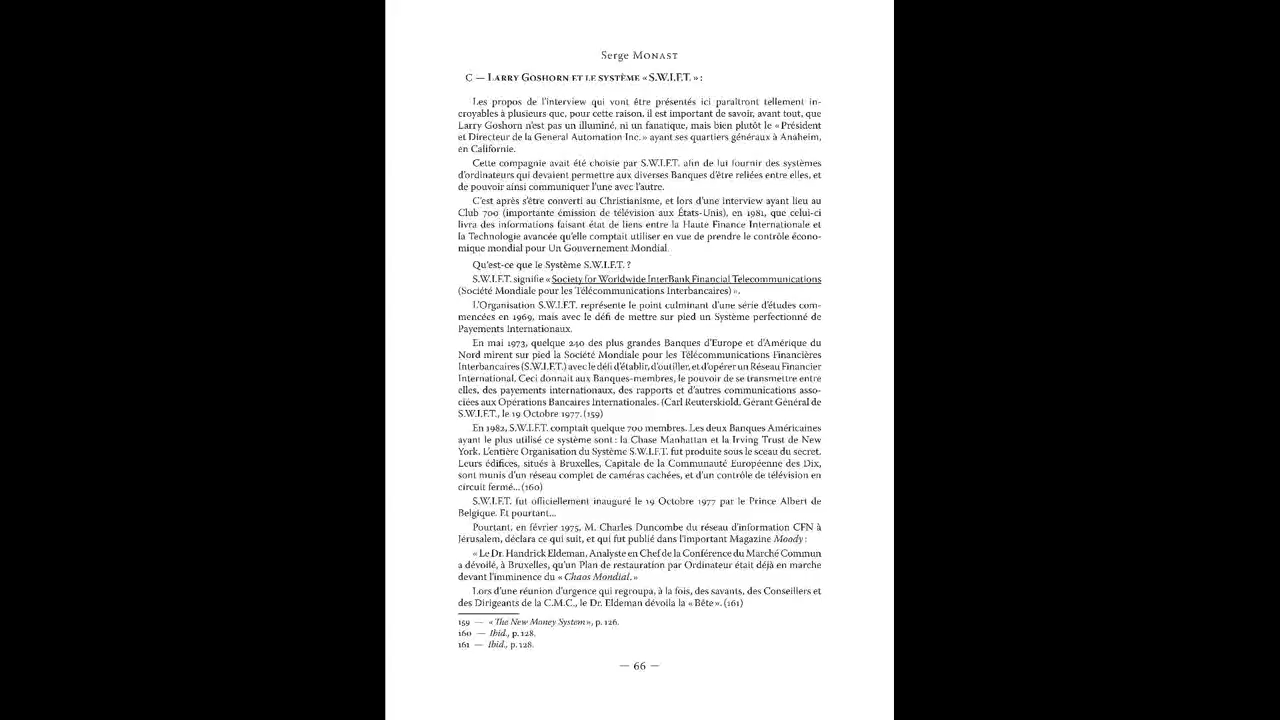 Serge Monast
C — Larry Goshorn et le système « S.W.I.F.T. » :
Les propos de l'interview qui vont être présentés ici paraîtront tellement in-
croyables à plusieurs que, pour cette raison, il est important de savoir, avant tout, que
Larry Goshorn n'est pas un illuminé, ni un fanatique, mais bien plutôt le « Président
et Directeur de la General Automation Inc. » ayant ses quartiers généraux à Anaheim,
en Californie.
Cette compagnie avait été choisie par S.W.I.F.T. afin de lui fournir des systèmes
d'ordinateurs qui devaient permettre aux diverses Banques d'être reliées entre elles, et
de pouvoir ainsi communiquer l'une avec l'autre.
C'est après s'être converti au Christianisme, et lors d'une interview ayant lieu au
Club 700 (importante émission de télévision aux États-Unis), en 1981, que celui-ci
livra des informations faisant état de liens entre la Haute Finance Internationale et
la Technologie avancée qu'elle comptait utiliser en vue de prendre le contrôle écono-
mique mondial pour Un Gouvernement Mondial.
Qu'est-ce que le Système S.W.I.F.T. ?
S.W.I.F.T. signifie « Society for Worldwide InterBank Financial Telecommunications
(Société Mondiale pour les Télécommunications Interbancaires) ».
L'Organisation S.W.I.F.T. représente le point culminant d'une série d'études com-
mencées en 1969, mais avec le défi de mettre sur pied un Système perfectionné de
Payements Internationaux.
En mai 1973, quelque 240 des plus grandes Banques d'Europe et d'Amérique du
Nord mirent sur pied la Société Mondiale pour les Télécommunications Financières
Interbancaires (S.W.I.F.T.) avec le défi d'établir, d'outiller, et d'opérer un Réseau Financier
International. Ceci donnait aux Banques-membres, le pouvoir de se transmettre entre
elles, des payements internationaux, des rapports et d'autres communications asso-
ciées aux Opérations Bancaires Internationales. (Carl Reuterskiold, Gérant Général de
S.W.I.F.T., le 19 Octobre 1977. (159)
En 1982, S.W.I.F.T. comptait quelque 700 membres. Les deux Banques Américaines
ayant le plus utilisé ce système sont : la Chase Manhattan et la Irving Trust de New
York. L'entière Organisation du Système S.W.I.F.T. fut produite sous le sceau du secret.
Leurs édifices, situés à Bruxelles, Capitale de la Communauté Européenne des Dix,
sont munis d'un réseau complet de caméras cachées, et d'un contrôle de télévision en
circuit fermé... (160)
S.W.I.F.T. fut officiellement inauguré le 19 Octobre 1977 par le Prince Albert de
Belgique. Et pourtant...
Pourtant, en février 1975, M. Charles Duncombe du réseau d'information CFN à
Jérusalem, déclara ce qui suit, et qui fut publié dans l'important Magazine Moody :
« Le Dr. Handrick Eldeman, Analyste en Chef de la Conférence du Marché Commun
a dévoilé, à Bruxelles, qu'un Plan de restauration par Ordinateur était déjà en marche
devant l'imminence du « Chaos Mondial. »
Lors d'une réunion d'urgence qui regroupa, à la fois, des savants, des Conseillers et
des Dirigeants de la C.M.C., le Dr. Eldeman dévoila la « Bête ». (161)
159 — « The New Money System », p. 126.
160 — Ibid., p. 128.
161 — Ibid., p. 128.
— 66 —